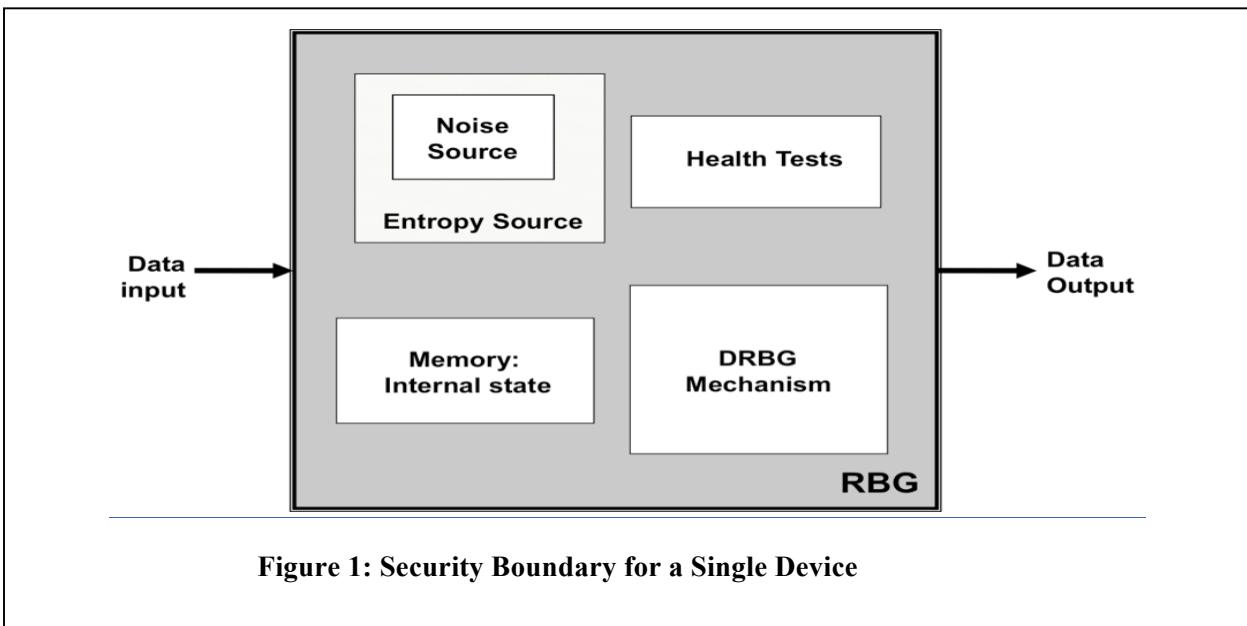 Noise
Source
Entropy Source
Health Tests
Data
input
Data
Output
Memory:
Internal state
DRBG
Mechanism
RBG
Figure 1: Security Boundary for a Single Device